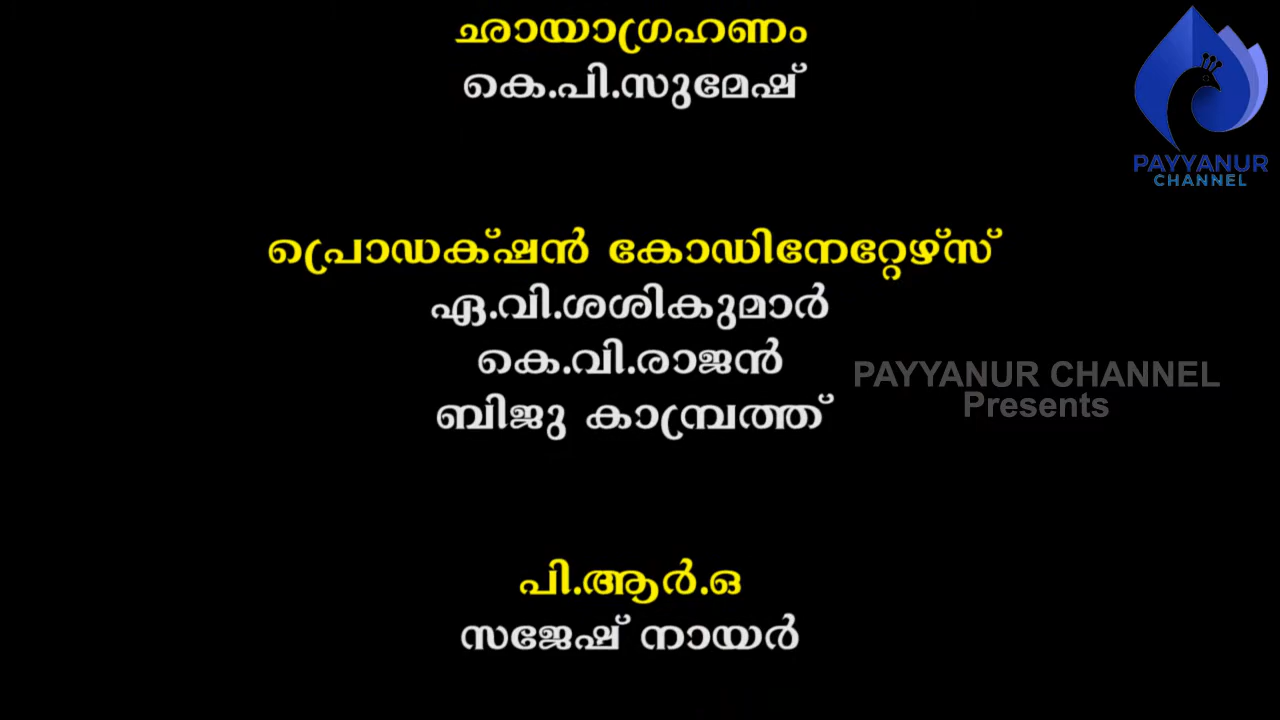 ഛായാഗ്രഹണം
കെ.പി.സുമേഷ്
PAYYANUR
CHANNEL
പ്രൊഡക്ഷൻ കോഡിനേറ്റേഴ്സ്
ഏ.വി.ശശികുമാർ
കെ.വി.രാജൻ
ബിജു കാമ്പ്രത്ത്
PAYYANUR CHANNEL
Presents
പി.ആർ.ഒ
സജേഷ് നായർ